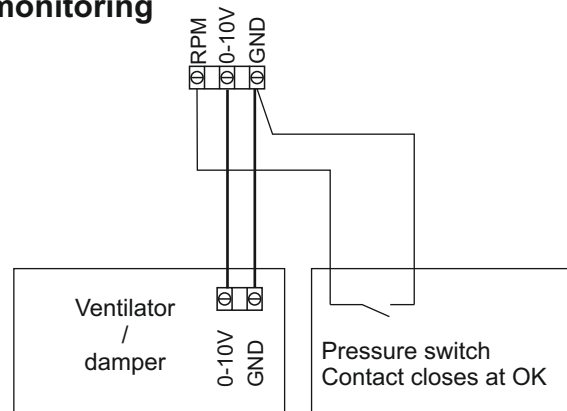 monitoring
RPM
0-10V
GND
Ventilator
/
damper
0-10V
GND
Pressure switch
Contact closes at OK